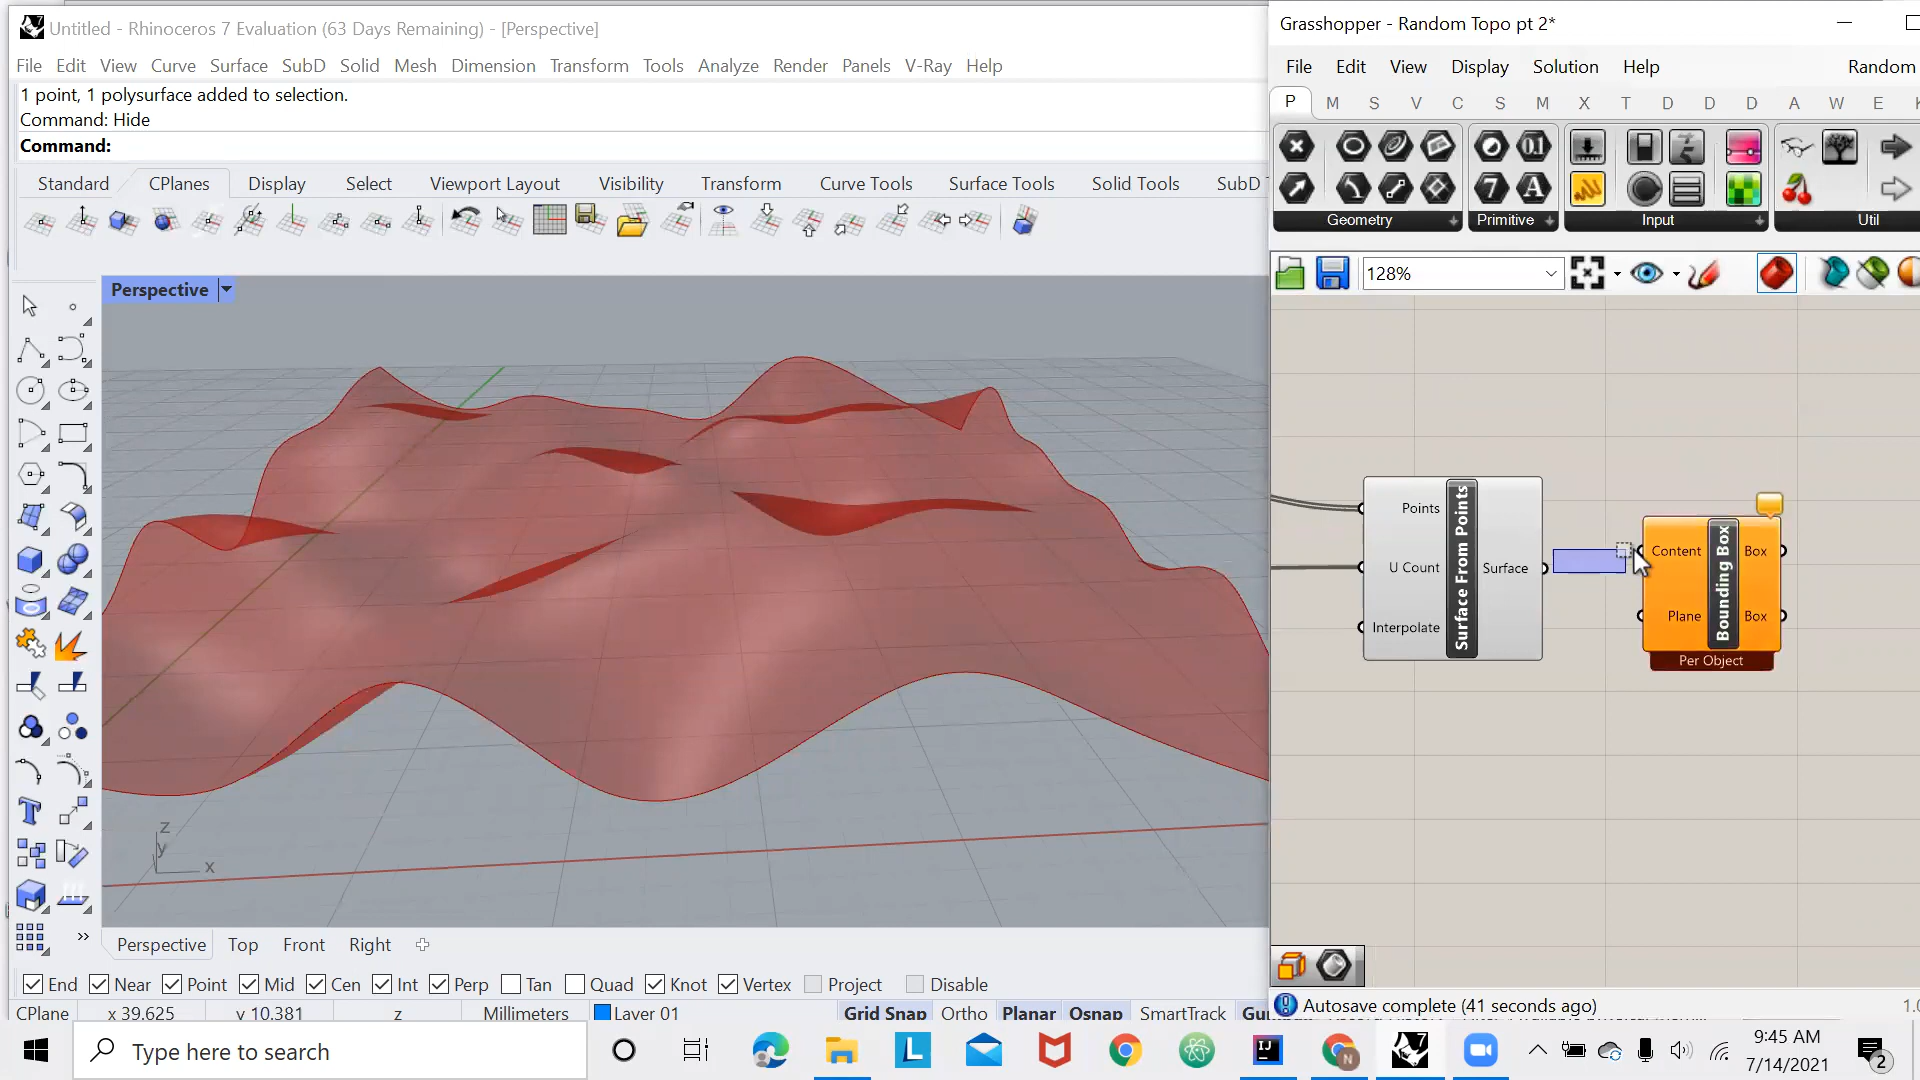 Untitled - Rhinoceros 7 Evaluation (63 Days Remaining) - [Perspective]
File Edit View Curve Surface SubD Solid Mesh Dimension Transform Tools Analyze Render Panels V-Ray Help
1 point, 1 polysurface added to selection.
Command: Hide
Command:
Standard CPlanes Display Select Viewport Layout Visibility Transform Curve Tools Surface Tools Solid Tools SubD
Perspective
z
y
x
Perspective Top Front Right
End Near Point Mid Cen Int Perp Tan Quad Knot Vertex Project Disable
CPlane x 39.625 y 10.381 z Millimeters Layer 01 Grid Snap Ortho Planar Osnap SmartTrack
Grasshopper - Random Topo pt 2*
File Edit View Display Solution Help Random
P M S V C S M X T D D D A W E
Geometry Primitive Input Util
128%
Points
U Count
Interpolate
Surface From Points
Surface
Content
Plane
Bounding Box
Box
Box
Per Object
Autosave complete (41 seconds ago)
Type here to search
9:45 AM
7/14/2021
2